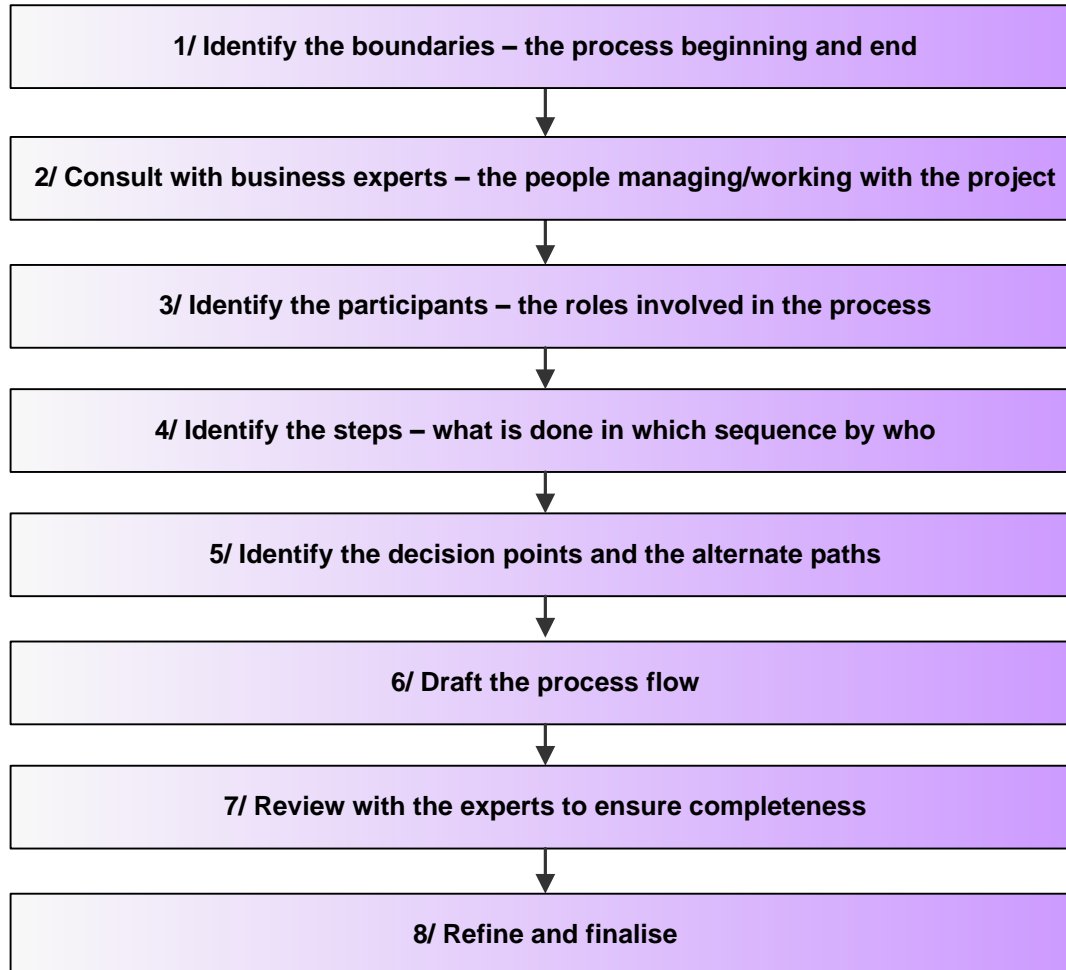 1/ Identify the boundaries – the process beginning and end
2/ Consult with business experts – the people managing/working with the project
3/ Identify the participants – the roles involved in the process
4/ Identify the steps – what is done in which sequence by who
5/ Identify the decision points and the alternate paths
6/ Draft the process flow
7/ Review with the experts to ensure completeness
8/ Refine and finalise